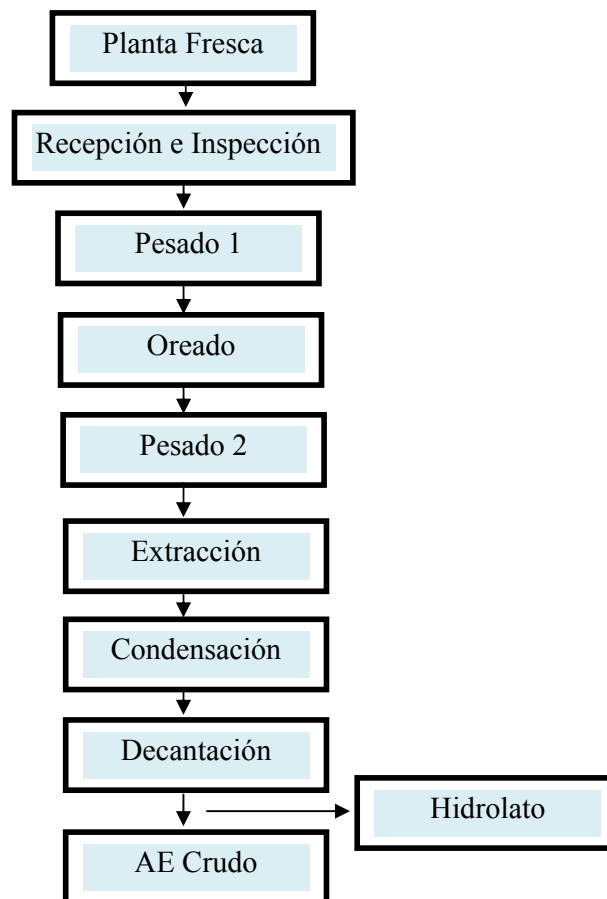 Planta Fresca
Recepción e Inspección
Pesado 1
Oreado
Pesado 2
Extracción
Condensación
Decantación
Hidrolato
AE Crudo